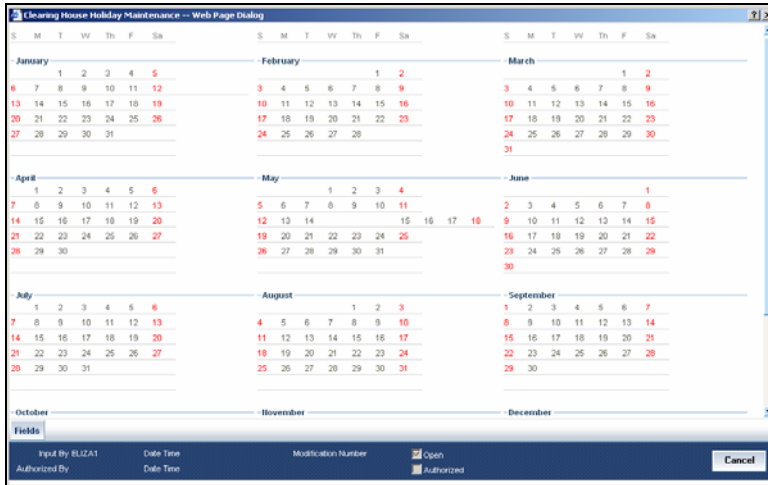 Clearing House Holiday Maintenance -- Web Page Dialog
S M T W Th F Sa S M T W Th F Sa S M T W Th F Sa
January February March
1 2 3 4 5 1 2 1 2
6 7 8 9 10 11 12 3 4 5 6 7 8 9 3 4 5 6 7 8 9
13 14 15 16 17 18 19 10 11 12 13 14 15 16 10 11 12 13 14 15 16
20 21 22 23 24 25 26 17 18 19 20 21 22 23 17 18 19 20 21 22 23
27 28 29 30 31 24 25 26 27 28 24 25 26 27 28 29 30
31
April May June
1 2 3 4 5 6 1 2 3 4 1
7 8 9 10 11 12 13 5 6 7 8 9 10 11 2 3 4 5 6 7 8
14 15 16 17 18 19 20 12 13 14 15 16 17 18 9 10 11 12 13 14 15
21 22 23 24 25 26 27 19 20 21 22 23 24 25 16 17 18 19 20 21 22
28 29 30 26 27 28 29 30 31 23 24 25 26 27 28 29
30
July August September
1 2 3 4 5 6 1 2 3 1 2 3 4 5 6 7
7 8 9 10 11 12 13 4 5 6 7 8 9 10 8 9 10 11 12 13 14
14 15 16 17 18 19 20 11 12 13 14 15 16 17 15 16 17 18 19 20 21
21 22 23 24 25 26 27 18 19 20 21 22 23 24 22 23 24 25 26 27 28
28 29 30 31 25 26 27 28 29 30 31 29 30
October November December
Fields
Input By ELIZA1 Date Time Modification Number Open
Authorized By Date Time Authorized
Cancel